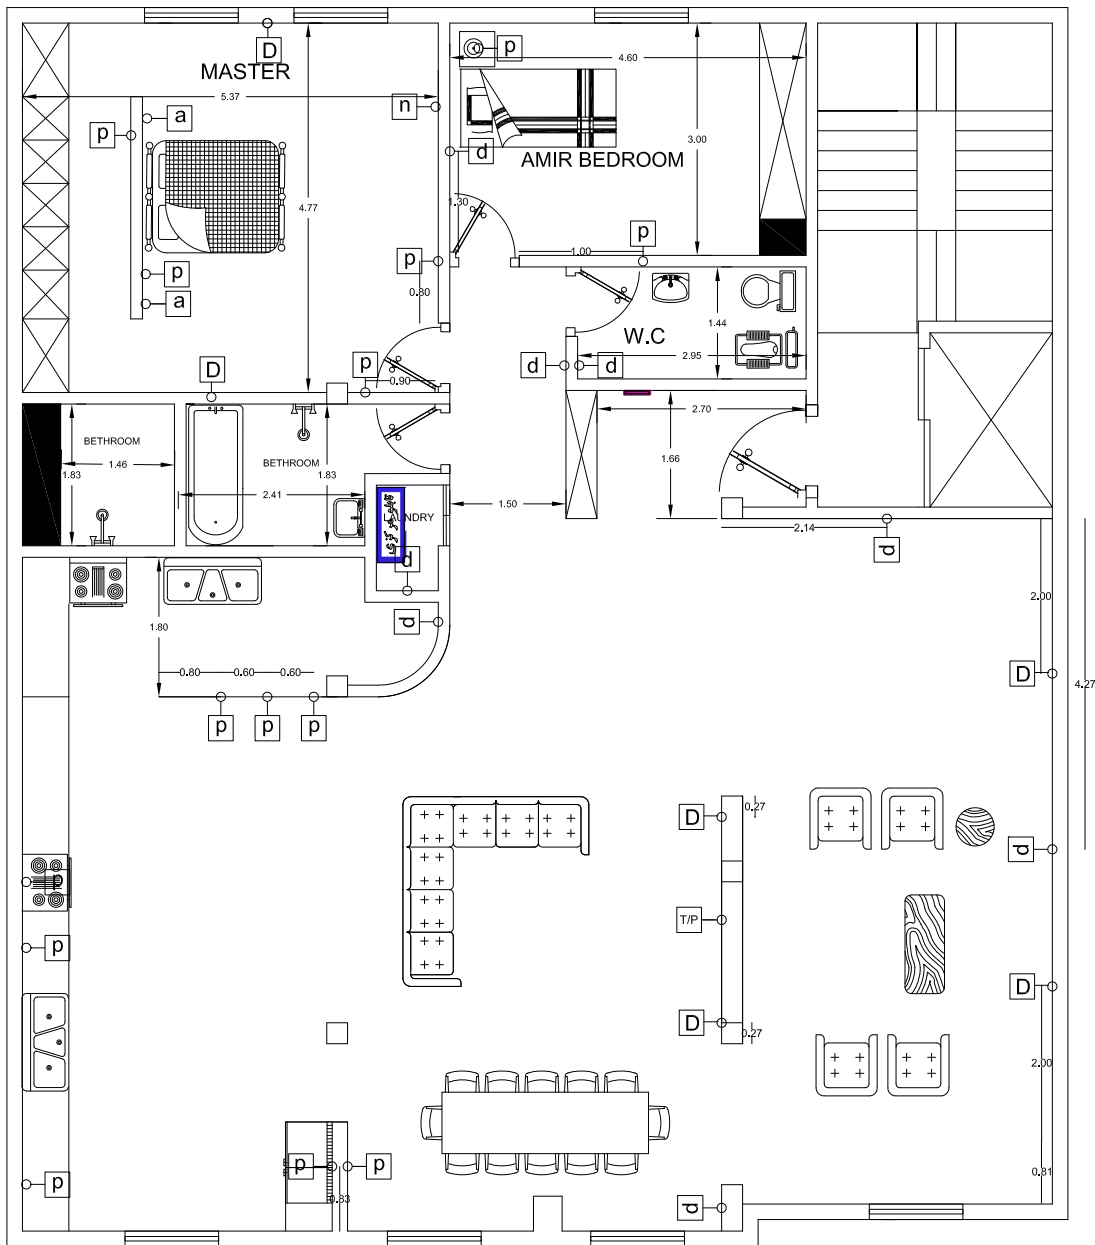 D
MASTER
p
4.60
5.37
n
a
p
3.00
d
AMIR BEDROOM
1.30
4.77
p
1.00
p
p
a
0.80
1.44
W.C
2.95
p
d
d
D
0.90
2.70
BETHROOM
1.46
1.83
BETHROOM
1.83
2.41
1.66
1.50
LAUNDRY
2.14
d
d
2.00
1.80
d
0.80
0.60
0.60
D
4.27
p
p
p
0.27
D
d
T/P
p
D
D
0.27
2.00
0.81
p
p
p
0.83
d